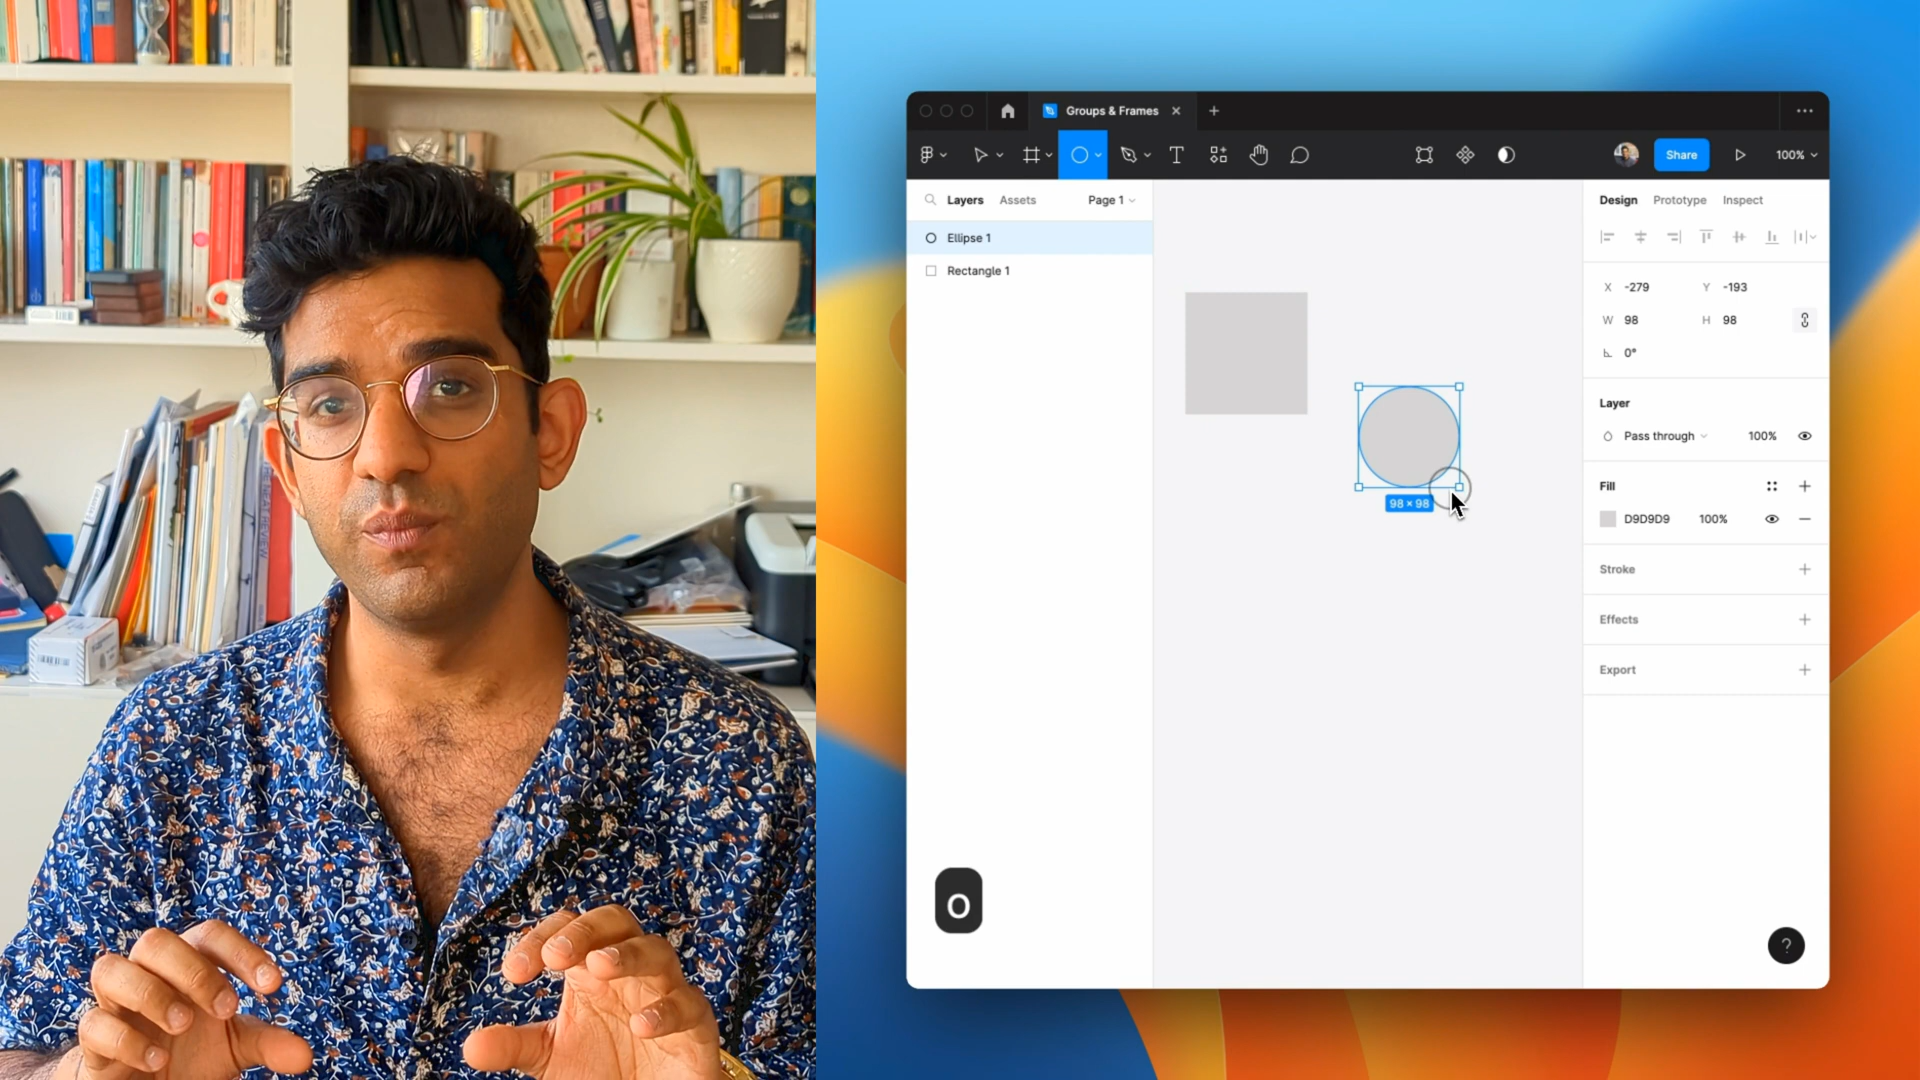 Groups & Frames
Share
100%
Layers
Assets
Page 1
Design
Prototype
Inspect
Ellipse 1
Rectangle 1
X -279
Y -193
W 98
H 98
0°
Layer
Pass through
100%
Fill
D9D9D9
100%
98 × 98
Stroke
Effects
Export
o
?